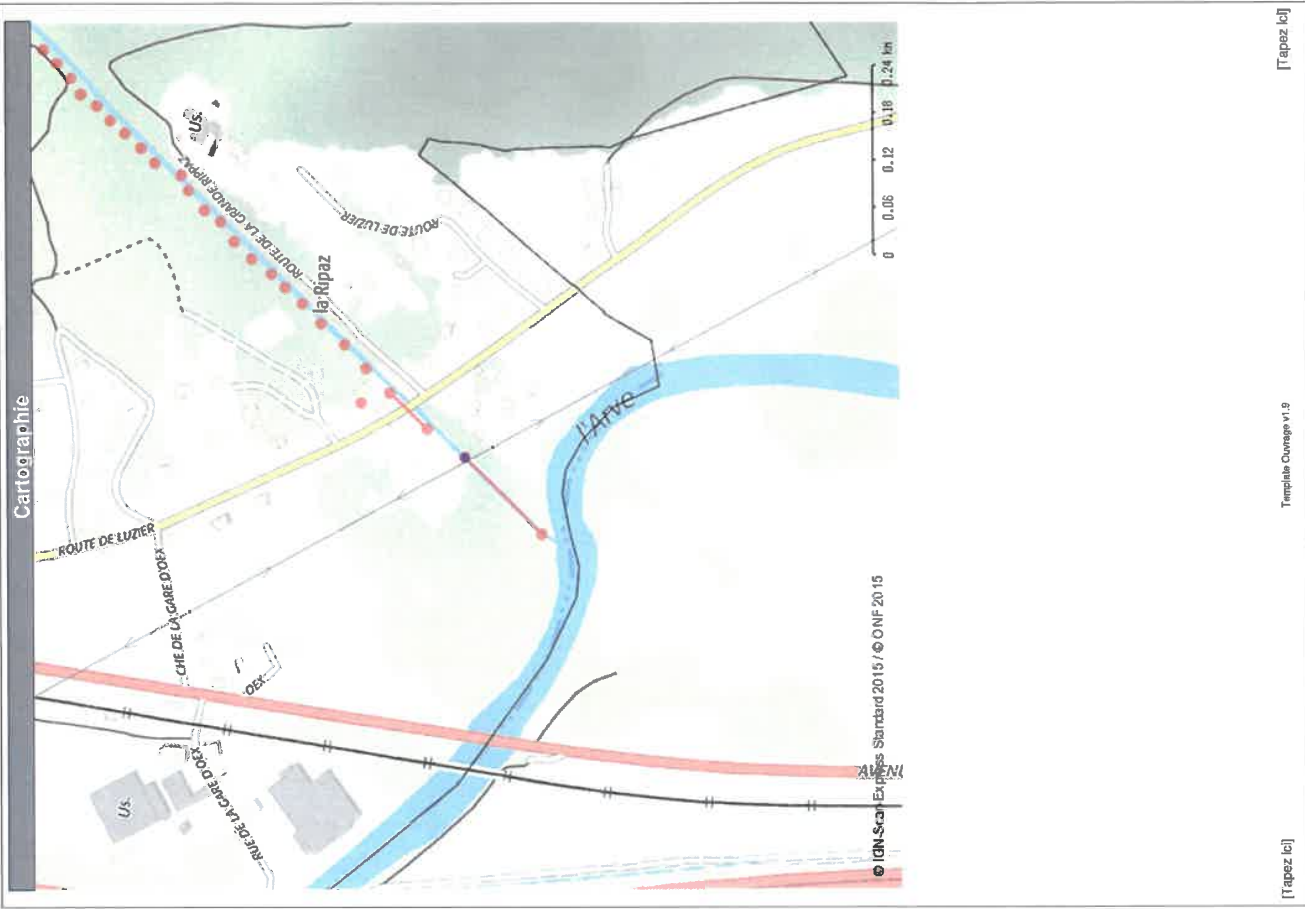 Cartographie
Us.
ROUTE DE LA GRANDE RIPPAZ
ROUTE DE LUZIER
la Ripaz
ROUTE DE LUZIER
CHE DE LA GARE D'OEX
OEX
l'Arve
Us.
RUE DE LA GARE D'OEX
AVENU
0 0.06 0.12 0.18 0.24 km
© IGN-Scan Express Standard 2015 / © ONF 2015
[Tapez ici]
Template Ouvrage v1.9
[Tapez ici]